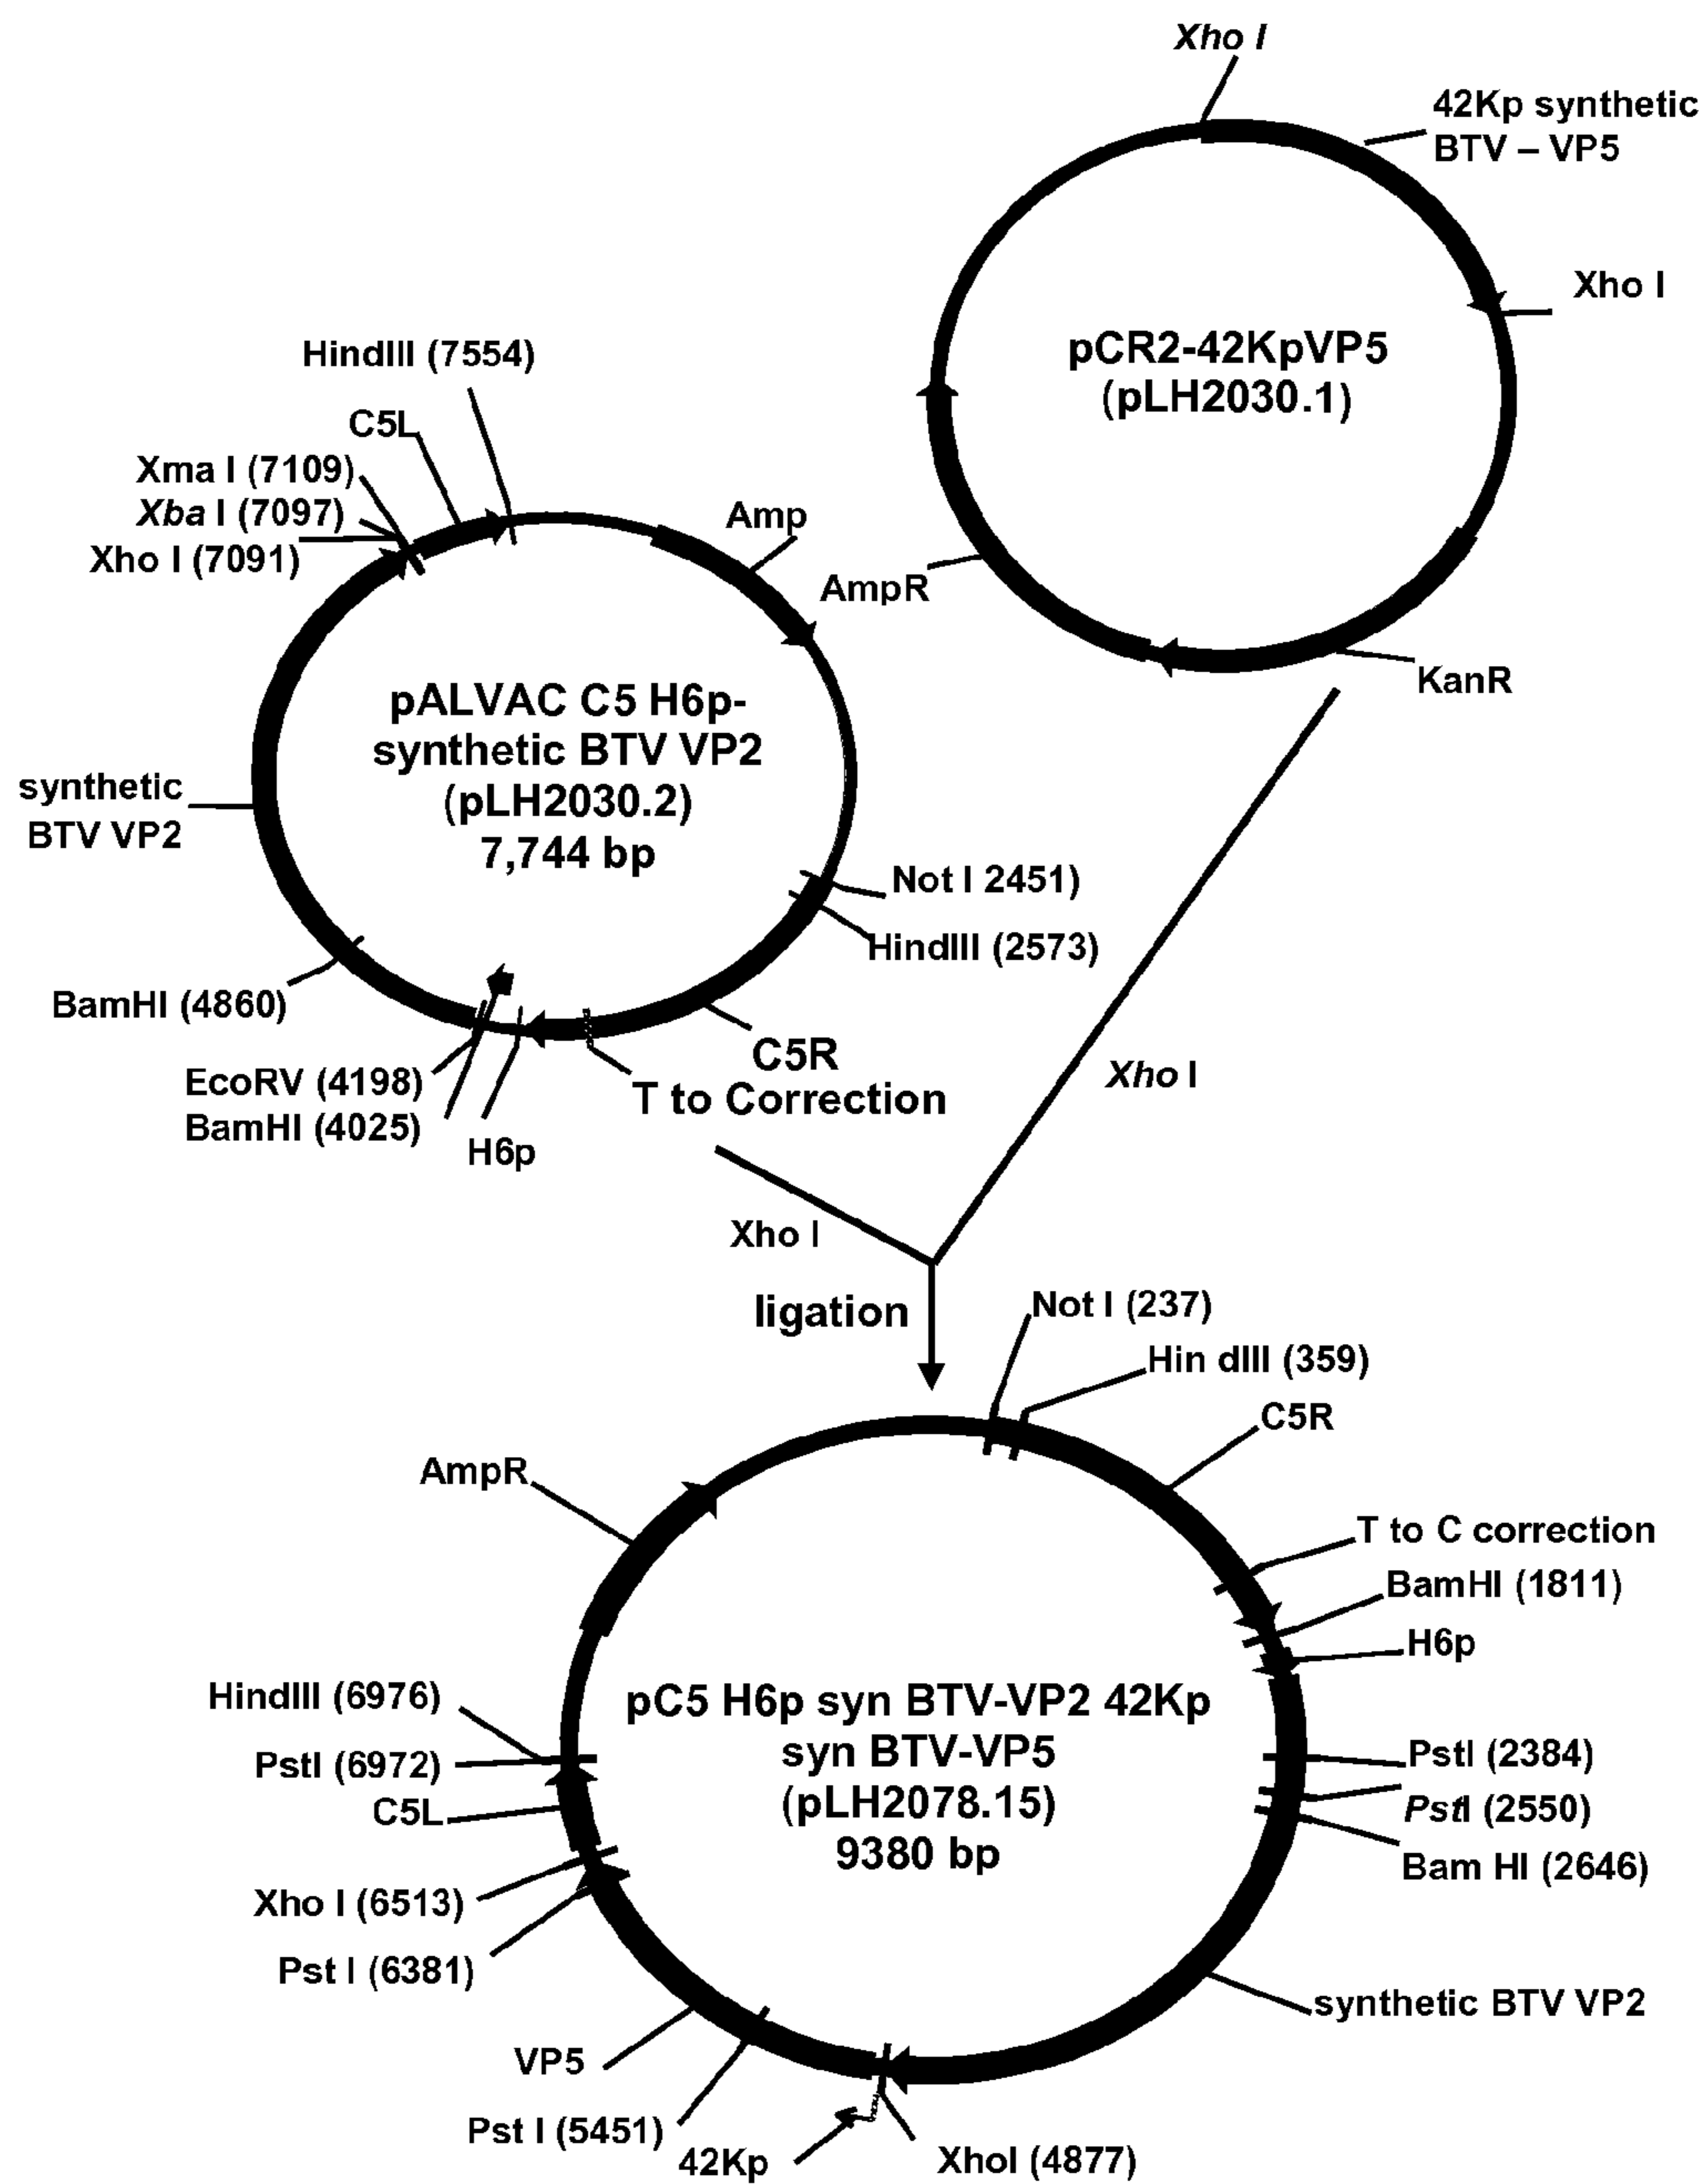 Xho I
42Kp synthetic
BTV – VP5
Xho I
pCR2-42KpVP5
(pLH2030.1)
AmpR
KanR
HindIII (7554)
C5L
Xma I (7109)
Xba I (7097)
Xho I (7091)
Amp
pALVAC C5 H6p-
synthetic BTV VP2
(pLH2030.2)
7,744 bp
synthetic
BTV VP2
Not I 2451)
HindIII (2573)
BamHI (4860)
C5R
T to Correction
EcoRV (4198)
BamHI (4025)
H6p
Xho I
Xho I
ligation
Not I (237)
Hin dIII (359)
C5R
AmpR
T to C correction
BamHI (1811)
H6p
HindIII (6976)
PstI (6972)
C5L
pC5 H6p syn BTV-VP2 42Kp
syn BTV-VP5
(pLH2078.15)
9380 bp
PstI (2384)
PstI (2550)
Bam HI (2646)
Xho I (6513)
Pst I (6381)
synthetic BTV VP2
VP5
Pst I (5451)
42Kp
XhoI (4877)